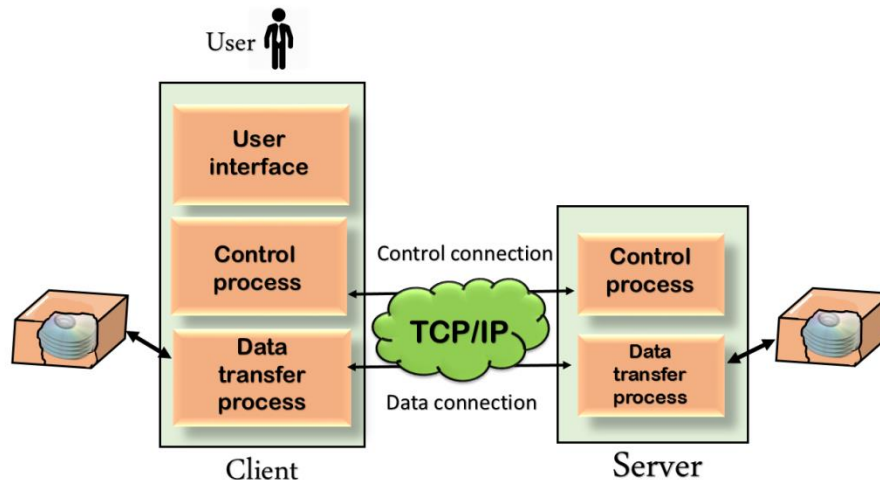 User
User
interface
Control
process
Data
transfer
process
Client
Control connection
TCP/IP
Data connection
Control
process
Data
transfer
process
Server